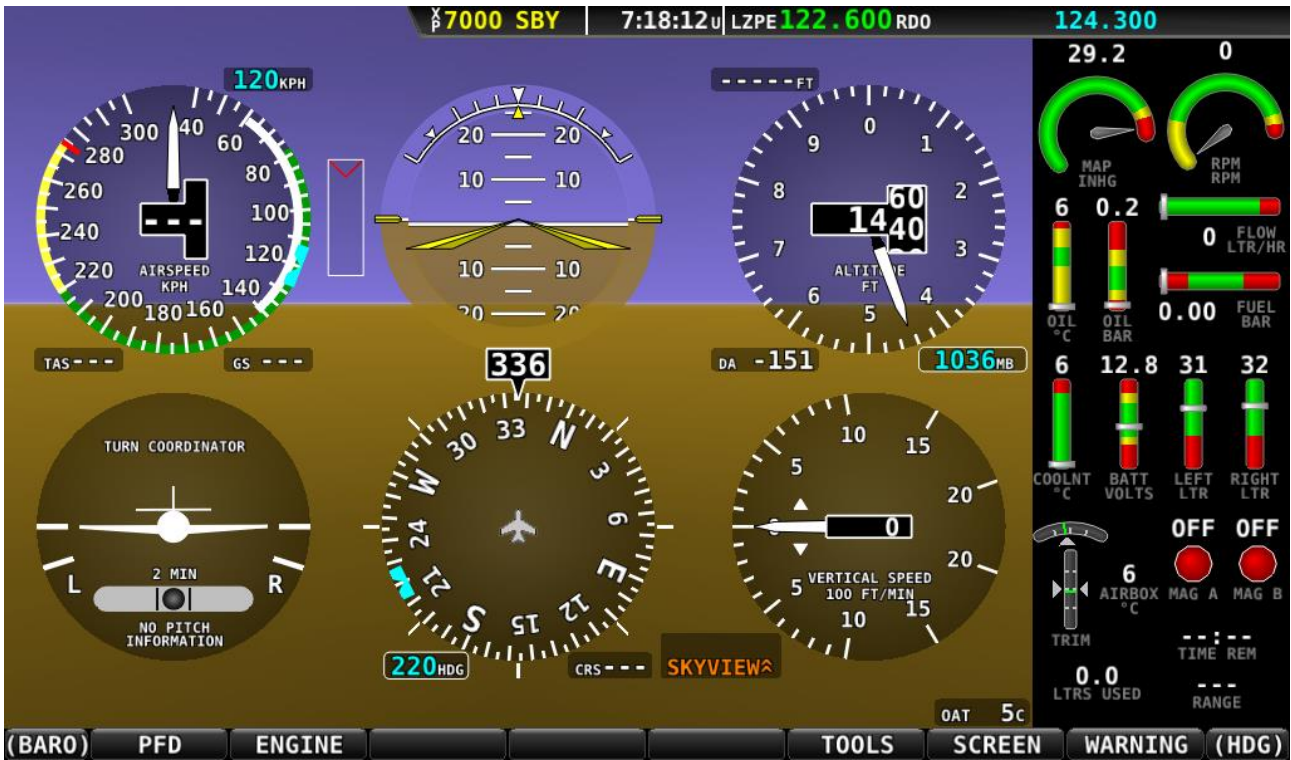 XP 7000 SBY 7:18:12U LZPE 122.600 RDO 124.300
120KPH
300 40 60 80 100 120 140 160 180 200 220 240 260 280
AIRSPEED
KPH
TAS---
GS ---
20 20
10 10
10 10
20 20
-----FT
0 1 2 3 4 5 6 7 8 9
14 60
40
ALTITUDE
FT
DA -151
1036MB
TURN COORDINATOR
L R
2 MIN
NO PITCH
INFORMATION
336
33 N 3 6 E 12 15 S 21 24 W 30
220HDG
CRS---
SKYVIEW
5 10 15 20
0
20 15 10 5
VERTICAL SPEED
100 FT/MIN
OAT 5C
29.2 0
MAP
INHG
RPM
RPM
6 0.2
OIL
°C
OIL
BAR
0 FLOW
LTR/HR
0.00 FUEL
BAR
6 12.8 31 32
COOLNT
°C
BATT
VOLTS
LEFT
LTR
RIGHT
LTR
OFF OFF
MAG A MAG B
6
AIRBOX
°C
TRIM
--:--
TIME REM
0.0
LTRS USED
---
RANGE
(BARO) PFD ENGINE TOOLS SCREEN WARNING (HDG)